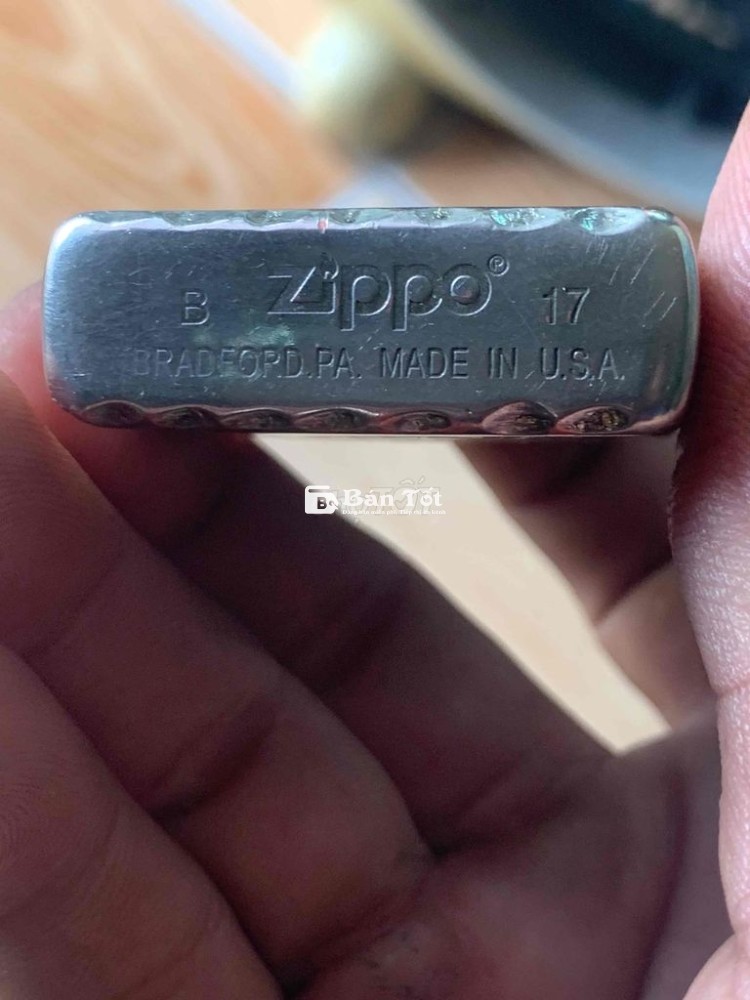 Zippo®
B 17
BRADFORD.PA. MADE IN U.S.A.
Bán Tốt